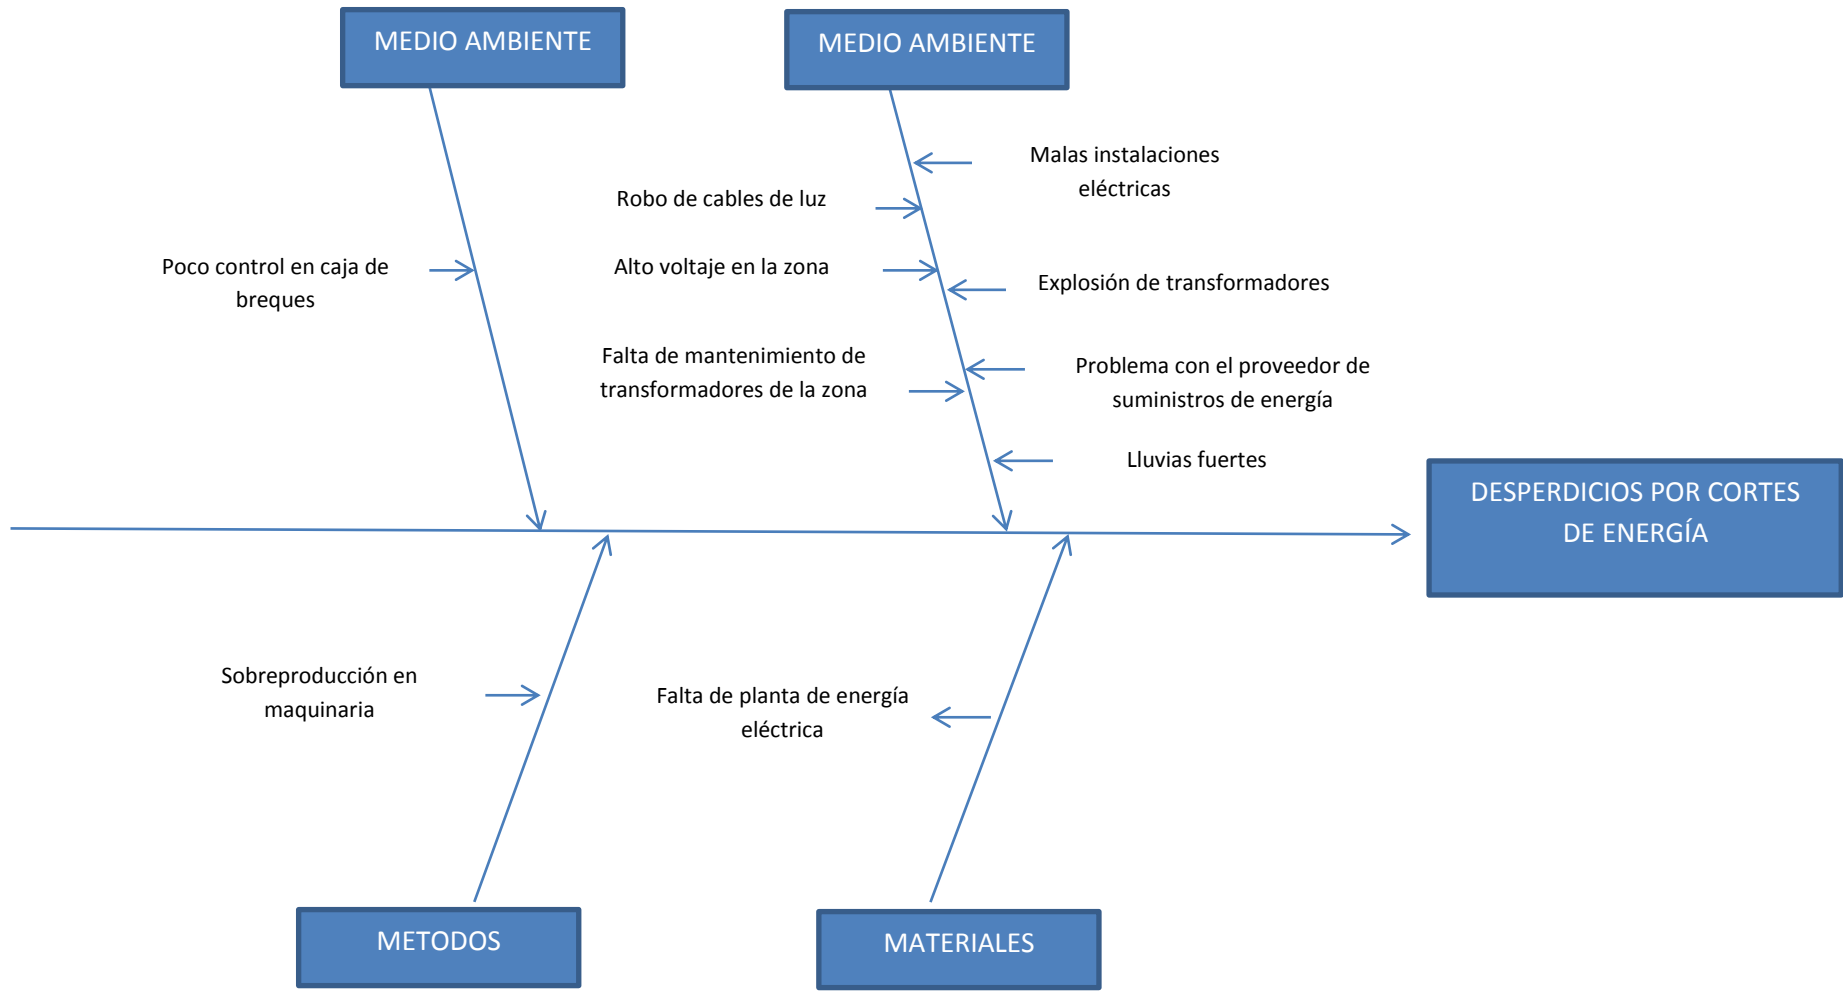 MEDIO AMBIENTE
MEDIO AMBIENTE
Malas instalaciones
eléctricas
Robo de cables de luz
Poco control en caja de
breques
Alto voltaje en la zona
Explosión de transformadores
Falta de mantenimiento de
transformadores de la zona
Problema con el proveedor de
suministros de energía
Lluvias fuertes
DESPERDICIOS POR CORTES
DE ENERGÍA
Sobreproducción en
maquinaria
Falta de planta de energía
eléctrica
METODOS
MATERIALES